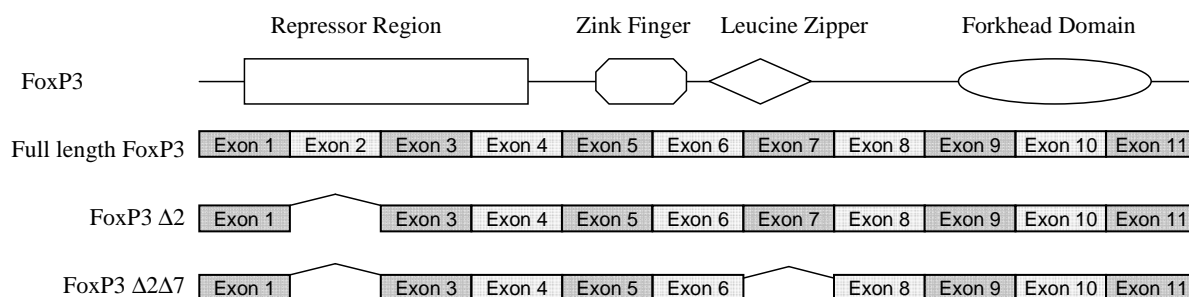 Repressor Region Zink Finger Leucine Zipper Forkhead Domain
FoxP3
Full length FoxP3 Exon 1 Exon 2 Exon 3 Exon 4 Exon 5 Exon 6 Exon 7 Exon 8 Exon 9 Exon 10 Exon 11
FoxP3 Δ2 Exon 1 Exon 3 Exon 4 Exon 5 Exon 6 Exon 7 Exon 8 Exon 9 Exon 10 Exon 11
FoxP3 Δ2Δ7 Exon 1 Exon 3 Exon 4 Exon 5 Exon 6 Exon 8 Exon 9 Exon 10 Exon 11